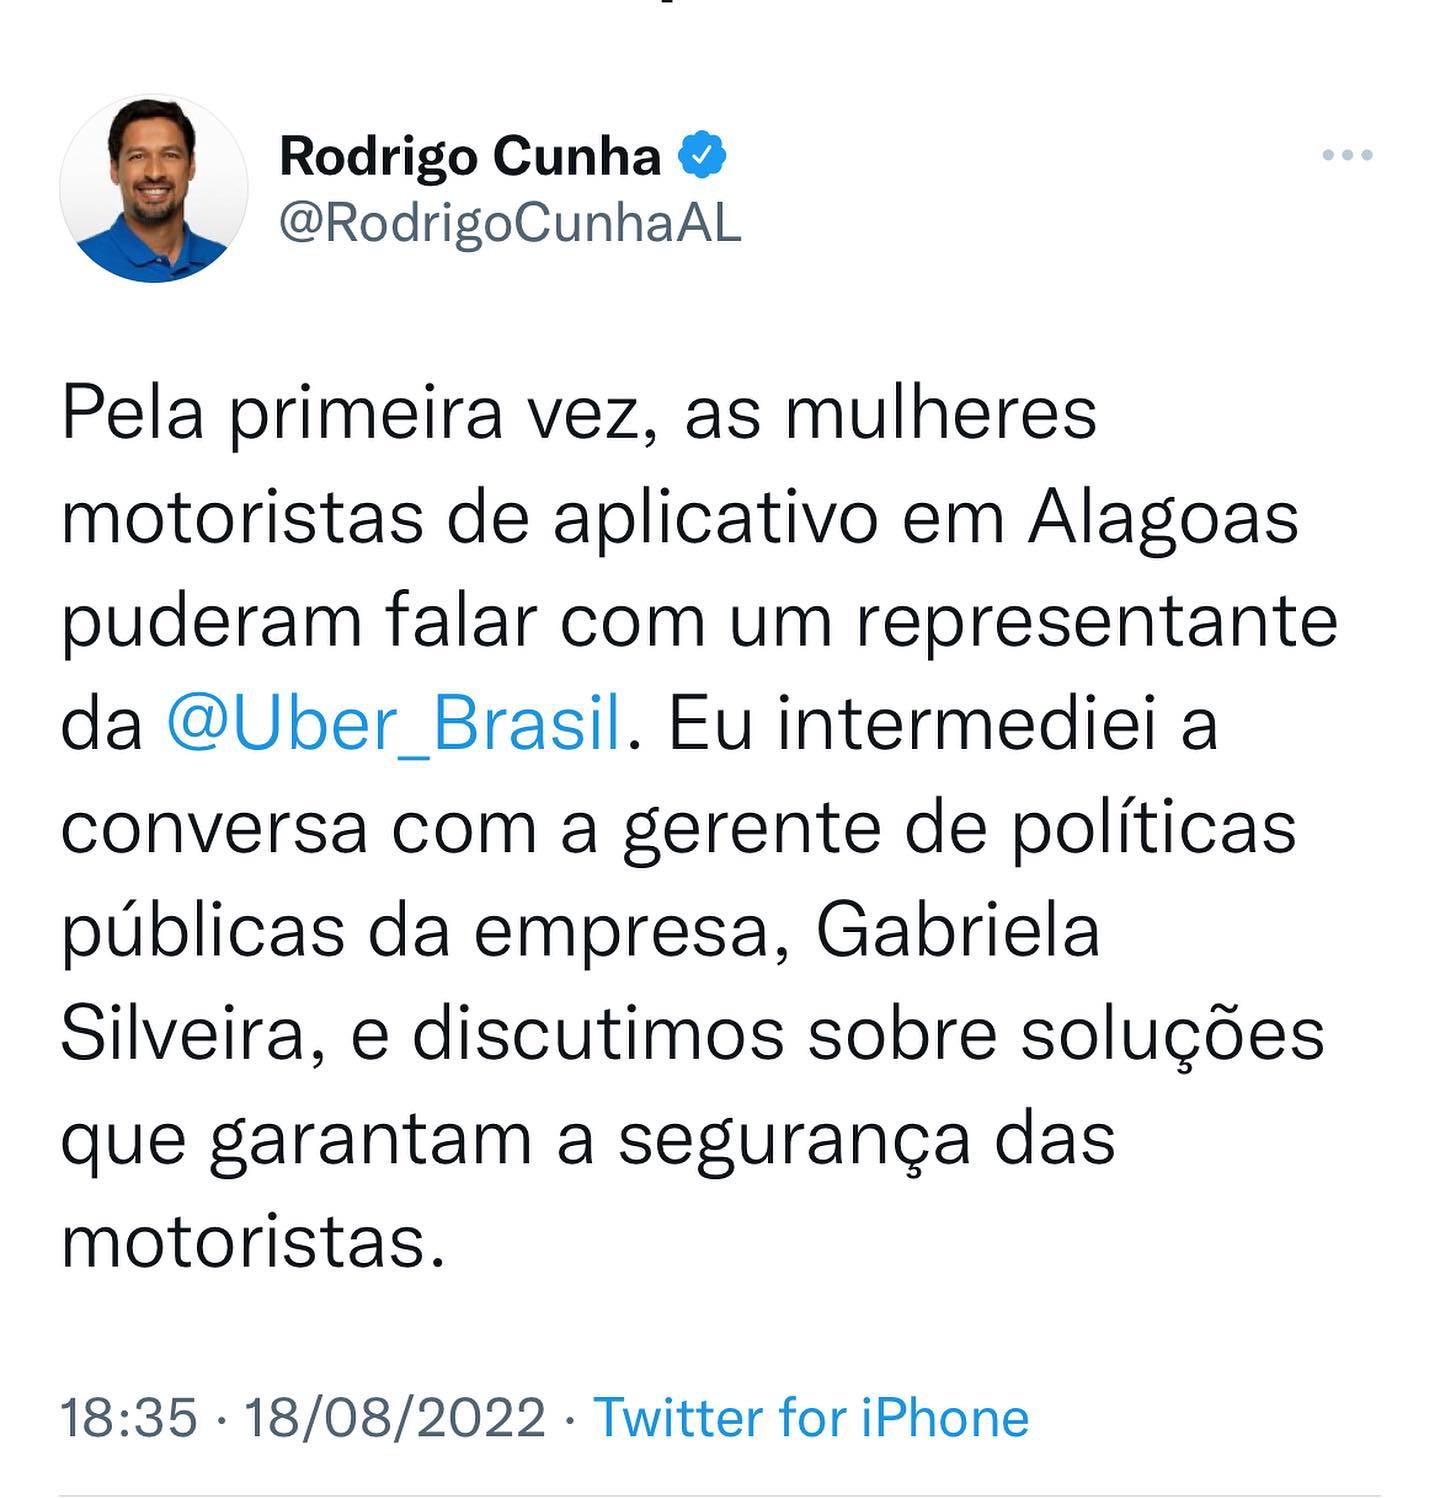 Rodrigo Cunha
@RodrigoCunhaAL
Pela primeira vez, as mulheres
motoristas de aplicativo em Alagoas
puderam falar com um representante
da @Uber_Brasil. Eu intermediei a
conversa com a gerente de políticas
públicas da empresa, Gabriela
Silveira, e discutimos sobre soluções
que garantam a segurança das
motoristas.
18:35 · 18/08/2022 · Twitter for iPhone